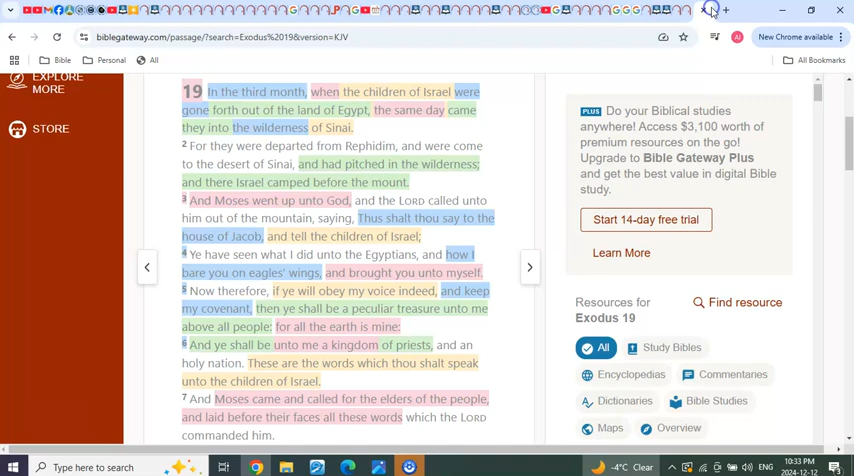 biblegateway.com/passage/?search=Exodus%2019&version=KJV
New Chrome available
Bible
Personal
All
All Bookmarks
EXPLORE
MORE
STORE
19 In the third month, when the children of Israel were
gone forth out of the land of Egypt, the same day came
they into the wilderness of Sinai.
2 For they were departed from Rephidim, and were come
to the desert of Sinai, and had pitched in the wilderness;
and there Israel camped before the mount.
3 And Moses went up unto God, and the LORD called unto
him out of the mountain, saying, Thus shalt thou say to the
house of Jacob, and tell the children of Israel;
4 Ye have seen what I did unto the Egyptians, and how I
bare you on eagles' wings, and brought you unto myself.
5 Now therefore, if ye will obey my voice indeed, and keep
my covenant, then ye shall be a peculiar treasure unto me
above all people: for all the earth is mine:
6 And ye shall be unto me a kingdom of priests, and an
holy nation. These are the words which thou shalt speak
unto the children of Israel.
7 And Moses came and called for the elders of the people,
and laid before their faces all these words which the LORD
commanded him.
PLUS Do your Biblical studies
anywhere! Access $3,100 worth of
premium resources on the go!
Upgrade to Bible Gateway Plus
and get the best value in digital Bible
study.
Start 14-day free trial
Learn More
Resources for
Exodus 19
Find resource
All
Study Bibles
Encyclopedias
Commentaries
Dictionaries
Bible Studies
Maps
Overview
Type here to search
-4°C Clear
ENG
10:33 PM
2024-12-12